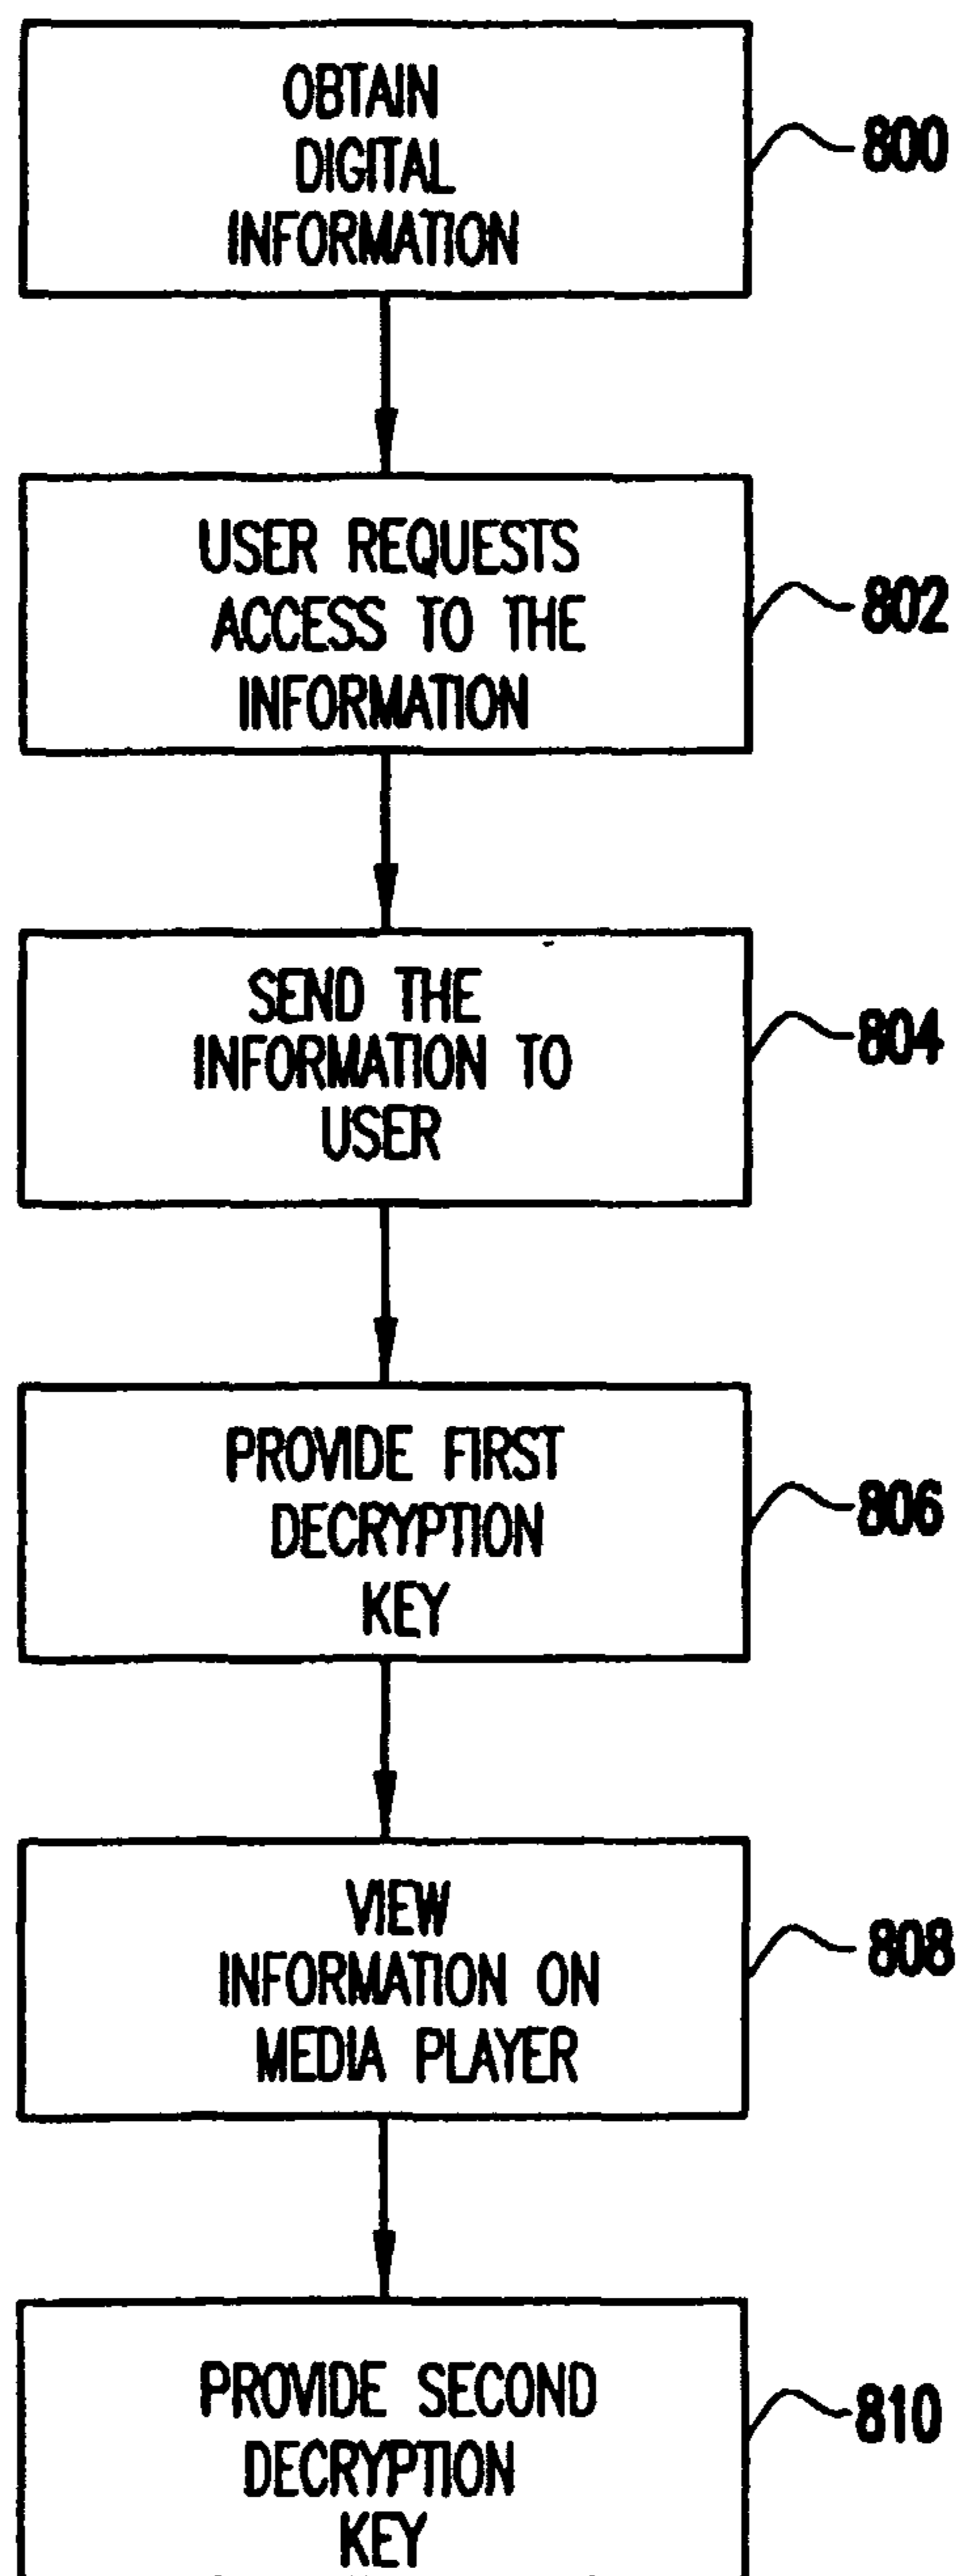 OBTAIN
DIGITAL
INFORMATION
800
USER REQUESTS
ACCESS TO THE
INFORMATION
802
SEND THE
INFORMATION TO
USER
804
PROVIDE FIRST
DECRYPTION
KEY
806
VIEW
INFORMATION ON
MEDIA PLAYER
808
PROVIDE SECOND
DECRYPTION
KEY
810